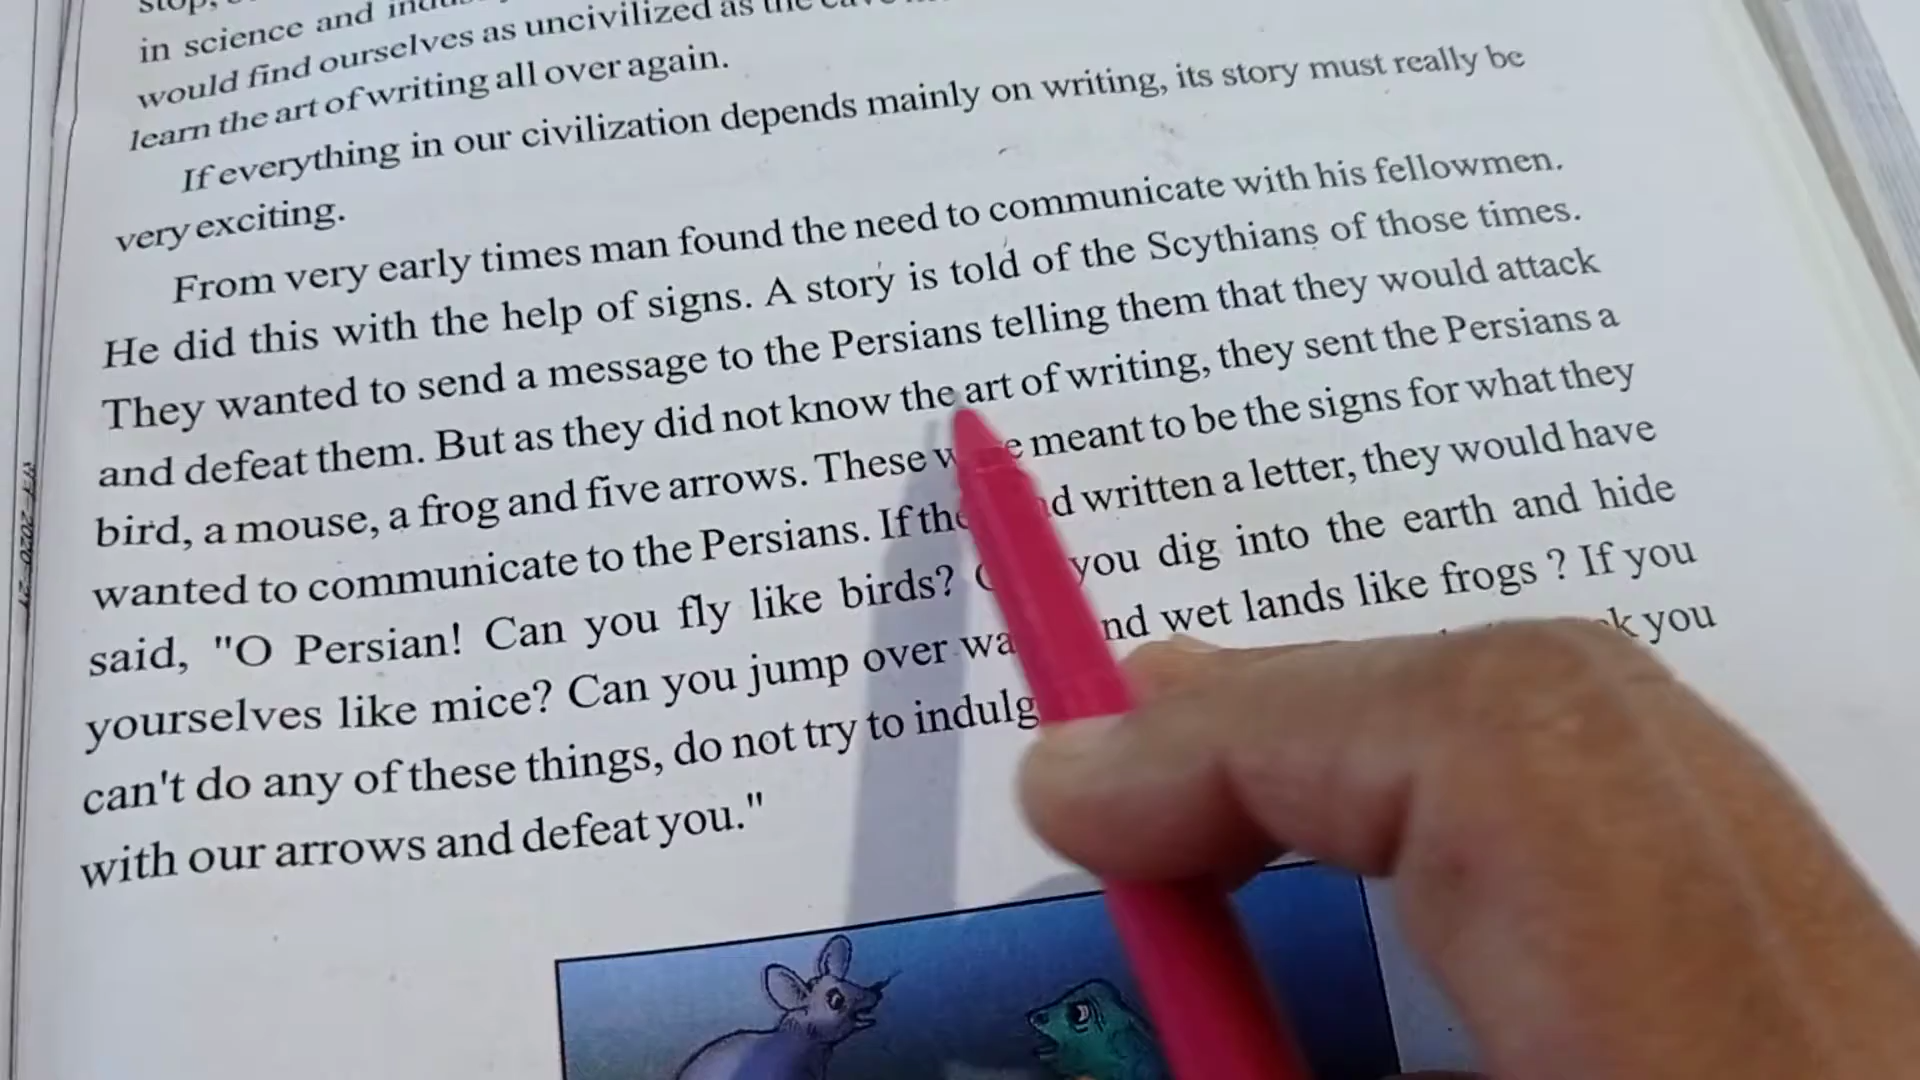 in science and
would find ourselves as uncivilized as the
learn the art of writing all over again.
If everything in our civilization depends mainly on writing, its story must really be
very exciting.
From very early times man found the need to communicate with his fellowmen.
He did this with the help of signs. A story is told of the Scythians of those times.
They wanted to send a message to the Persians telling them that they would attack
and defeat them. But as they did not know the art of writing, they sent the Persians a
bird, a mouse, a frog and five arrows. These meant to be the signs for what they
wanted to communicate to the Persians. If written a letter, they would have
said, "O Persian! Can you fly like birds? you dig into the earth and hide
yourselves like mice? Can you jump over wet lands like frogs ? If you
can't do any of these things, do not try to you
with our arrows and defeat you."